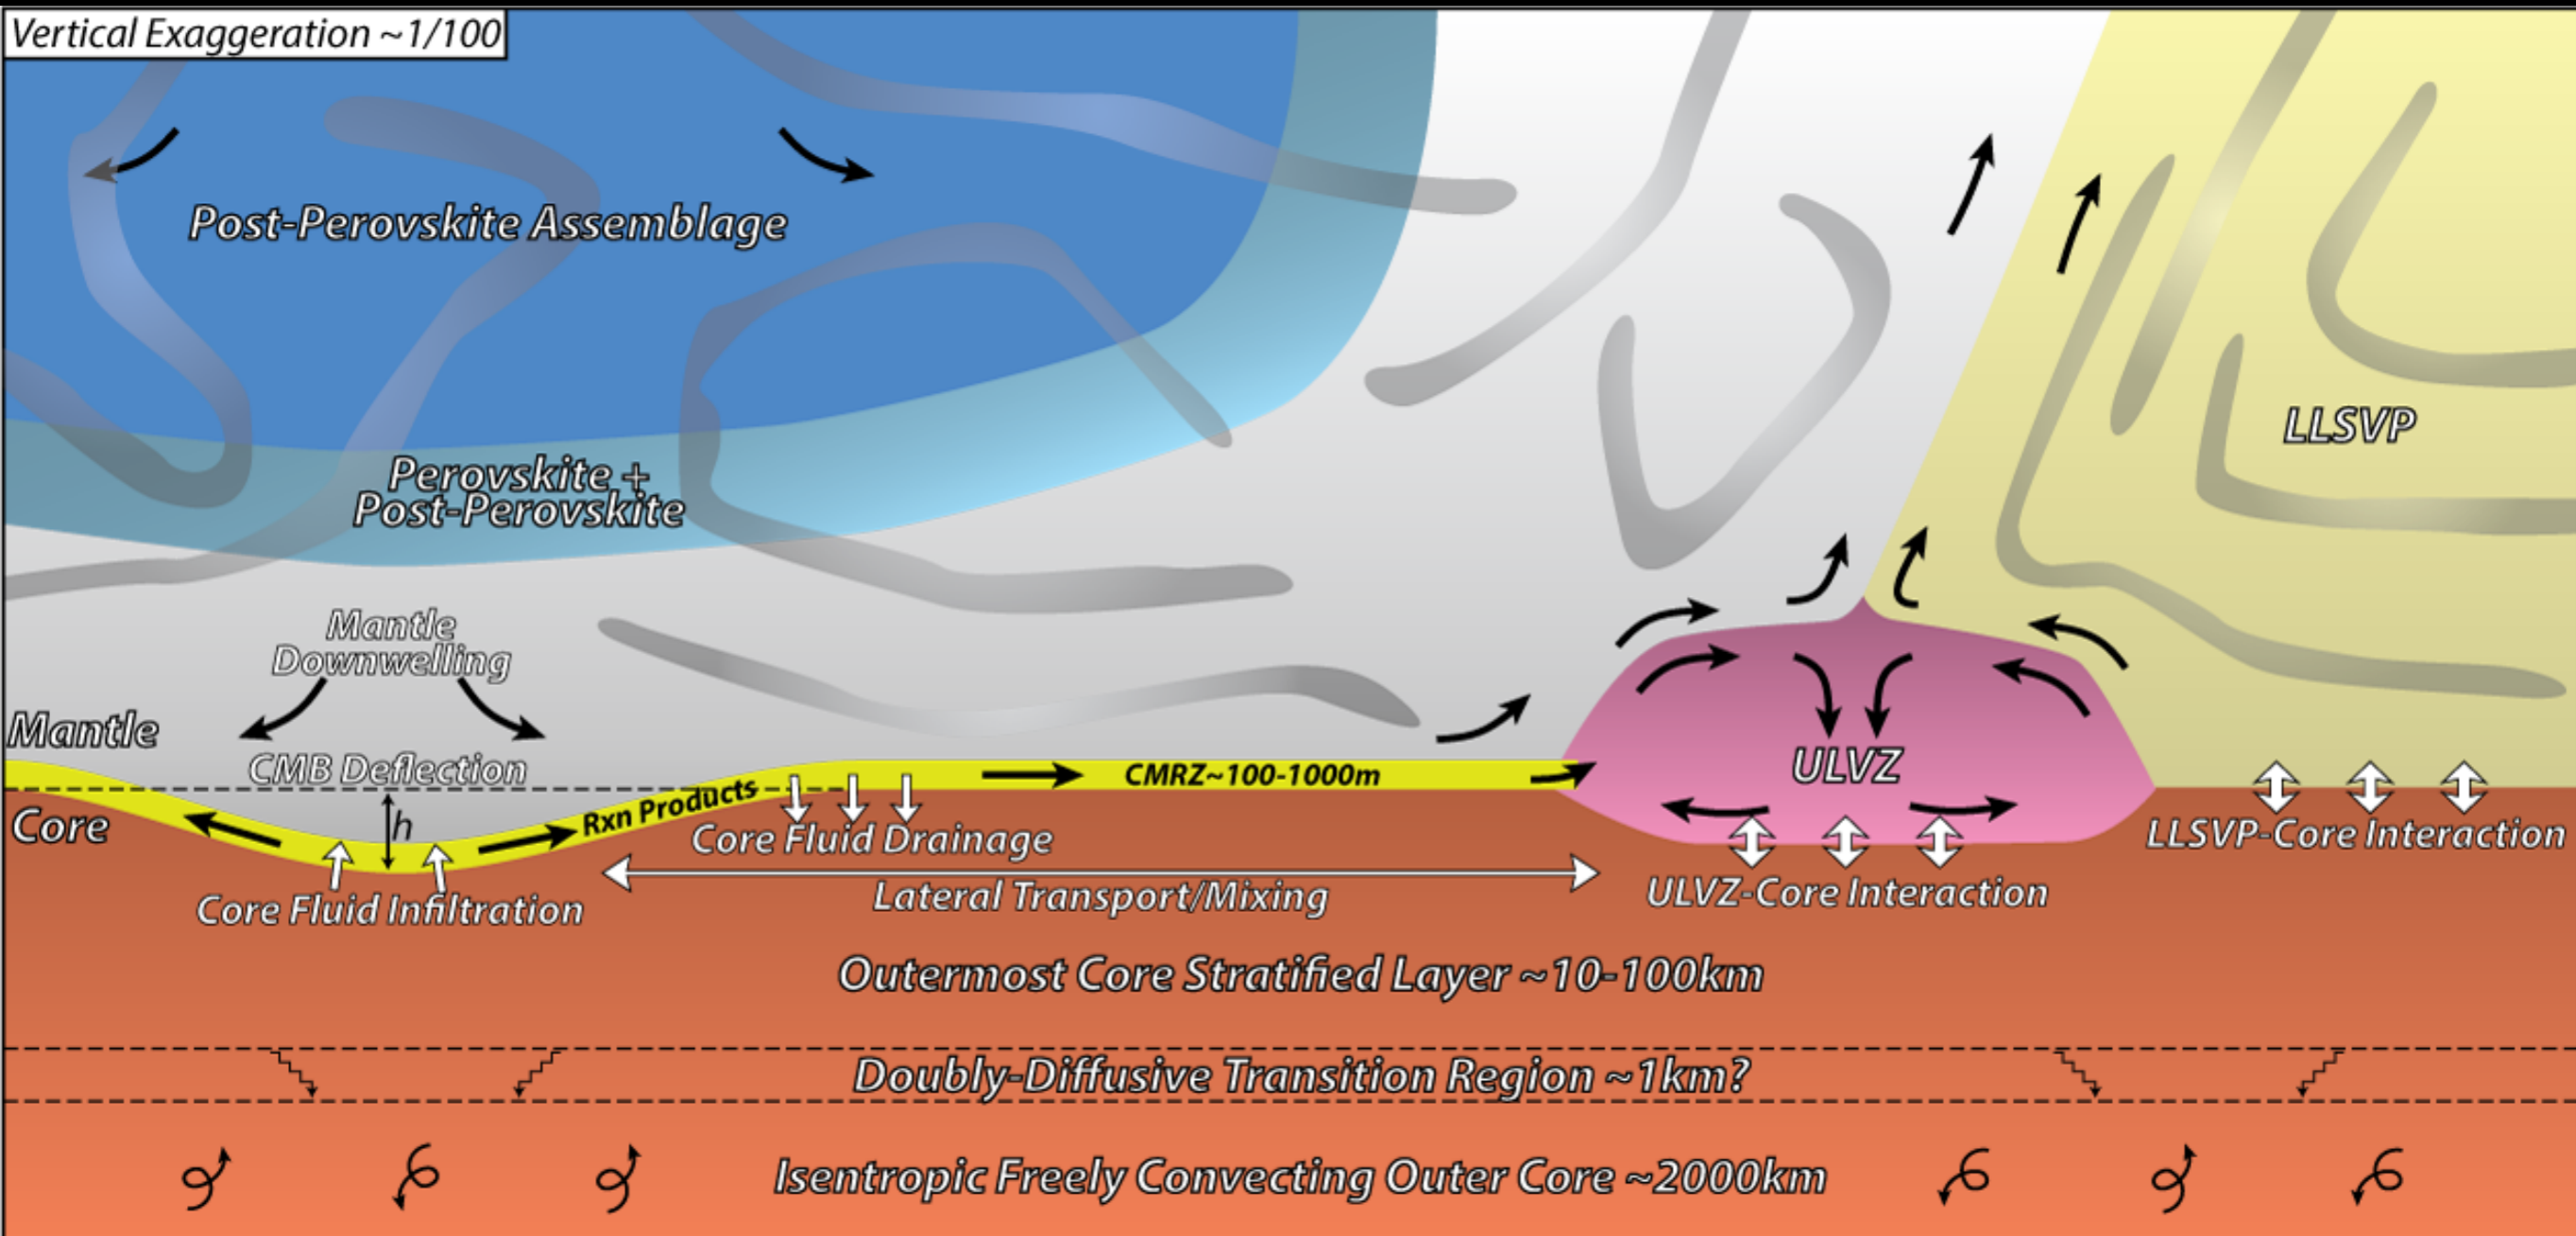 Vertical Exaggeration ~1/100
Post-Perovskite Assemblage
Perovskite +
Post-Perovskite
LLSVP
Mantle
Downwelling
Mantle
CMB Deflection
Core
h
Rxn Products
CMRZ~100-1000m
ULVZ
Core Fluid Drainage
LLSVP-Core Interaction
Core Fluid Infiltration
Lateral Transport/Mixing
ULVZ-Core Interaction
Outermost Core Stratified Layer ~10-100km
Doubly-Diffusive Transition Region ~1km?
Isentropic Freely Convecting Outer Core ~2000km